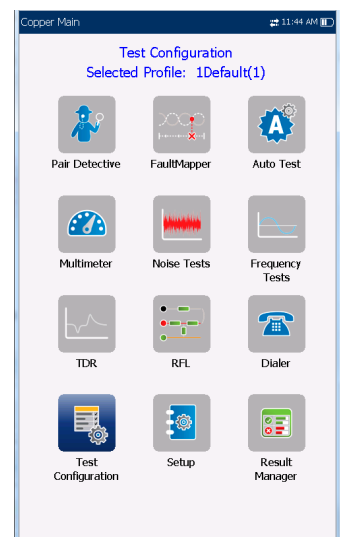 Copper Main 11:44 AM
Test Configuration
Selected Profile: 1Default(1)
Pair Detective FaultMapper Auto Test
A
Multimeter Noise Tests Frequency
Tests
TDR RFL Dialer
Test Setup Result
Configuration Manager